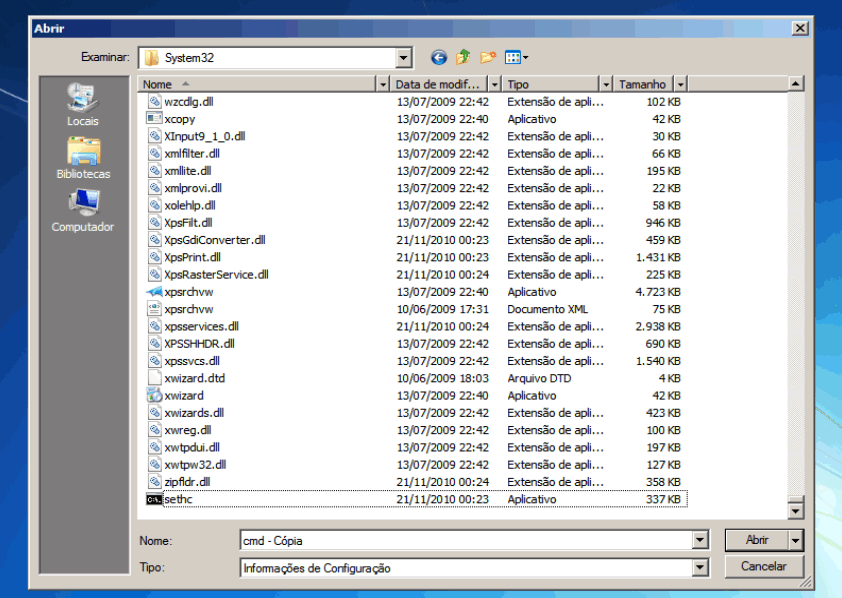 Abrir
Examinar: System32
Nome Data de modif... Tipo Tamanho
wzcdlg.dll 13/07/2009 22:42 Extensão de apli... 102 KB
xcopy 13/07/2009 22:40 Aplicativo 42 KB
XInput9_1_0.dll 13/07/2009 22:42 Extensão de apli... 30 KB
xmlfilter.dll 13/07/2009 22:42 Extensão de apli... 66 KB
xmllite.dll 13/07/2009 22:42 Extensão de apli... 195 KB
xmlprovi.dll 13/07/2009 22:42 Extensão de apli... 22 KB
xolehlp.dll 13/07/2009 22:42 Extensão de apli... 58 KB
XpsFilt.dll 13/07/2009 22:42 Extensão de apli... 946 KB
XpsGdiConverter.dll 21/11/2010 00:23 Extensão de apli... 459 KB
XpsPrint.dll 21/11/2010 00:23 Extensão de apli... 1.431 KB
XpsRasterService.dll 21/11/2010 00:24 Extensão de apli... 225 KB
xpsrchvw 13/07/2009 22:40 Aplicativo 4.723 KB
xpsrchvw 10/06/2009 17:31 Documento XML 75 KB
xpsservices.dll 21/11/2010 00:24 Extensão de apli... 2.938 KB
XPSSHHDR.dll 13/07/2009 22:42 Extensão de apli... 690 KB
xpssvcs.dll 13/07/2009 22:42 Extensão de apli... 1.540 KB
xwizard.dtd 10/06/2009 18:03 Arquivo DTD 4 KB
xwizard 13/07/2009 22:40 Aplicativo 42 KB
xwizards.dll 13/07/2009 22:42 Extensão de apli... 423 KB
xwreg.dll 13/07/2009 22:42 Extensão de apli... 100 KB
xwtpdui.dll 13/07/2009 22:42 Extensão de apli... 197 KB
xwtpw32.dll 13/07/2009 22:42 Extensão de apli... 127 KB
zipfldr.dll 21/11/2010 00:24 Extensão de apli... 358 KB
sethc 21/11/2010 00:23 Aplicativo 337 KB
Locais
Bibliotecas
Computador
Nome: cmd - Cópia Abrir
Tipo: Informações de Configuração Cancelar